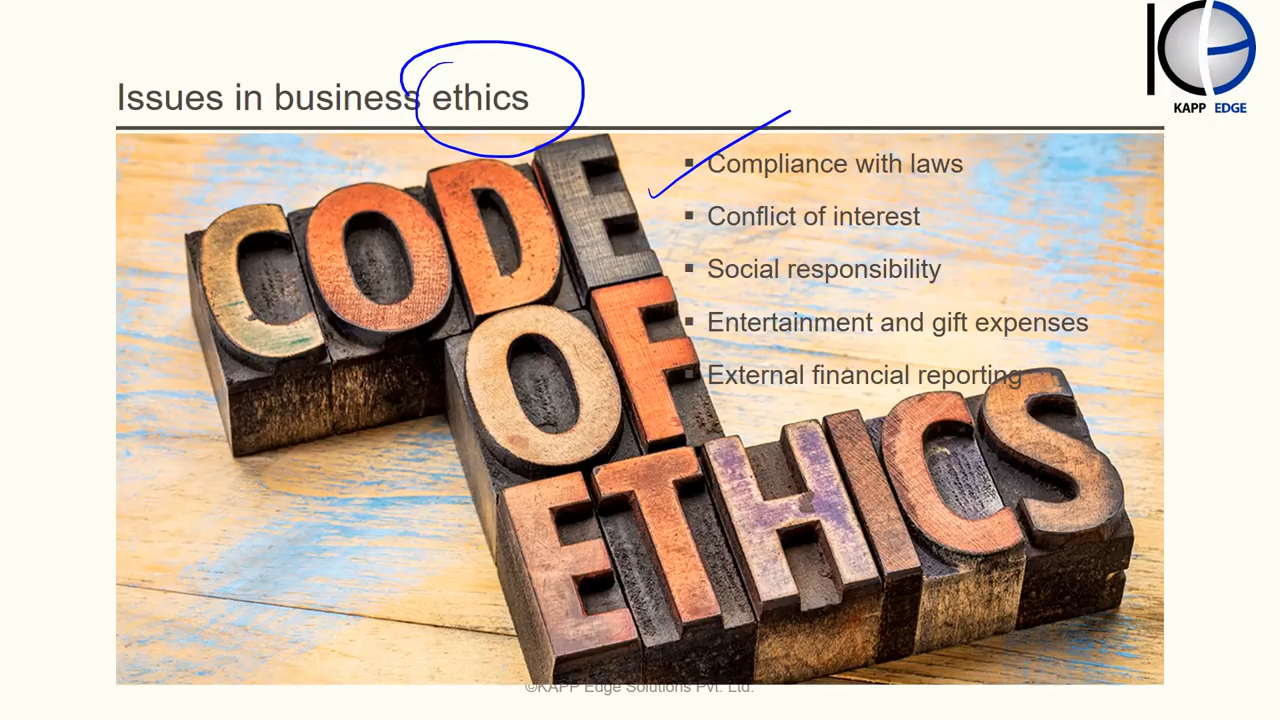 KAPP EDGE
Issues in business ethics
▪ Compliance with laws
▪ Conflict of interest
▪ Social responsibility
▪ Entertainment and gift expenses
▪ External financial reporting
CODE
OF
ETHICS
©KAPP Edge Solutions Pvt. Ltd.